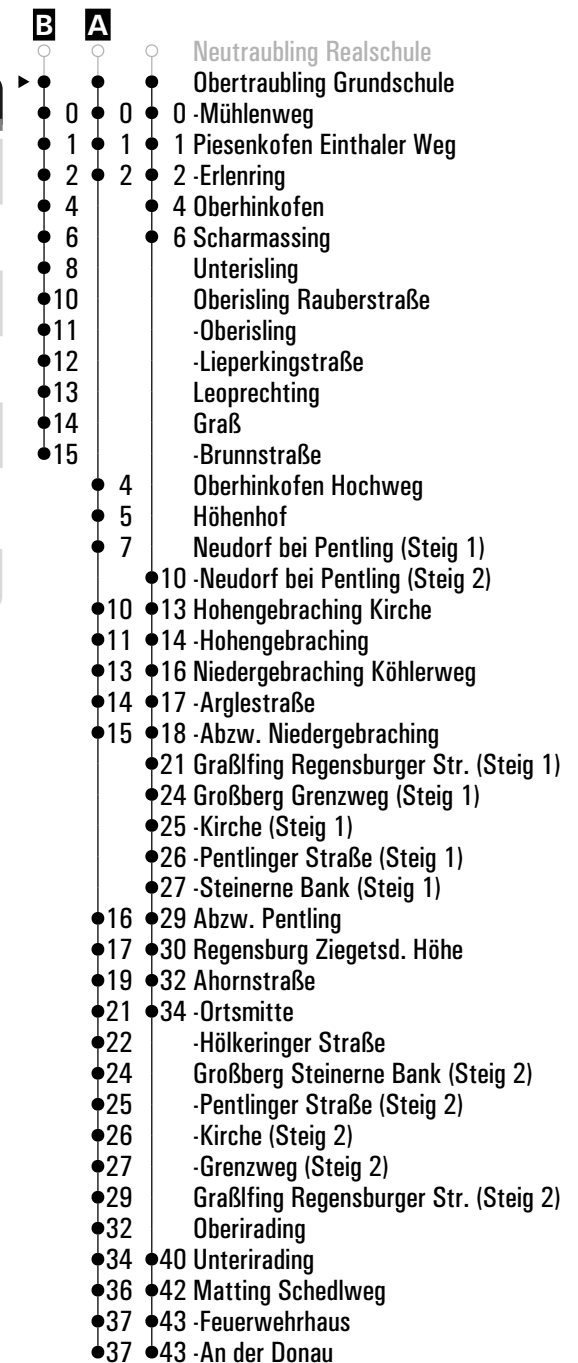 B A
Neutraubling Realschule
Obertraubling Grundschule
0 0 0 -Mühlenweg
1 1 1 Piesenkofen Einthaler Weg
2 2 2 -Erlenring
4 4 Oberhinkofen
6 6 Scharmassing
8 Unterisling
10 Oberisling Rauberstraße
11 -Oberisling
12 -Lieperkingstraße
13 Leoprechting
14 Graß
15 -Brunnstraße
4 Oberhinkofen Hochweg
5 Höhenhof
7 Neudorf bei Pentling (Steig 1)
10 -Neudorf bei Pentling (Steig 2)
10 13 Hohengebraching Kirche
11 14 -Hohengebraching
13 16 Niedergebraching Köhlerweg
14 17 -Arglestraße
15 18 -Abzw. Niedergebraching
21 Graßlfing Regensburger Str. (Steig 1)
24 Großberg Grenzweg (Steig 1)
25 -Kirche (Steig 1)
26 -Pentlinger Straße (Steig 1)
27 -Steinerne Bank (Steig 1)
16 29 Abzw. Pentling
17 30 Regensburg Ziegetsd. Höhe
19 32 Ahornstraße
21 34 -Ortsmitte
22 -Hölkeringer Straße
24 Großberg Steinerne Bank (Steig 2)
25 -Pentlinger Straße (Steig 2)
26 -Kirche (Steig 2)
27 -Grenzweg (Steig 2)
29 Graßlfing Regensburger Str. (Steig 2)
32 Oberirading
34 40 Unterirading
36 42 Matting Schedlweg
37 43 -Feuerwehrhaus
37 43 -An der Donau